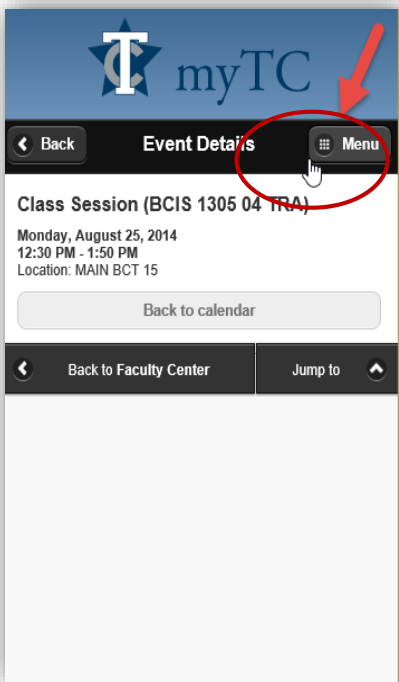 TC myTC
Back Event Details Menu
Class Session (BCIS 1305 04 TRA)
Monday, August 25, 2014
12:30 PM - 1:50 PM
Location: MAIN BCT 15
Back to calendar
Back to Faculty Center Jump to